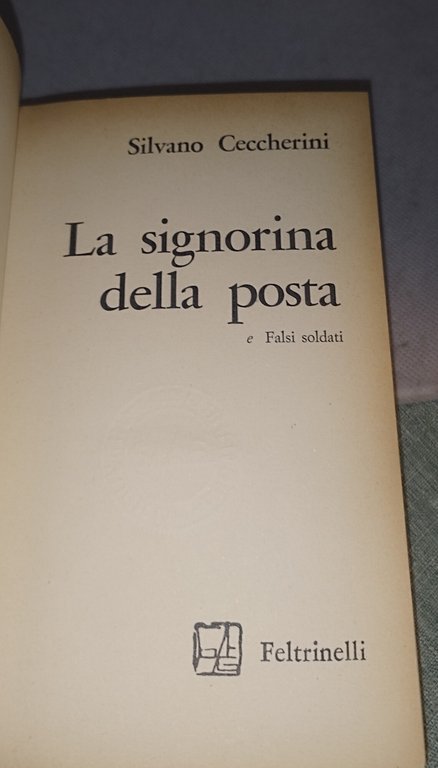 Silvano Ceccherini
La signorina
della posta
e Falsi soldati
Feltrinelli